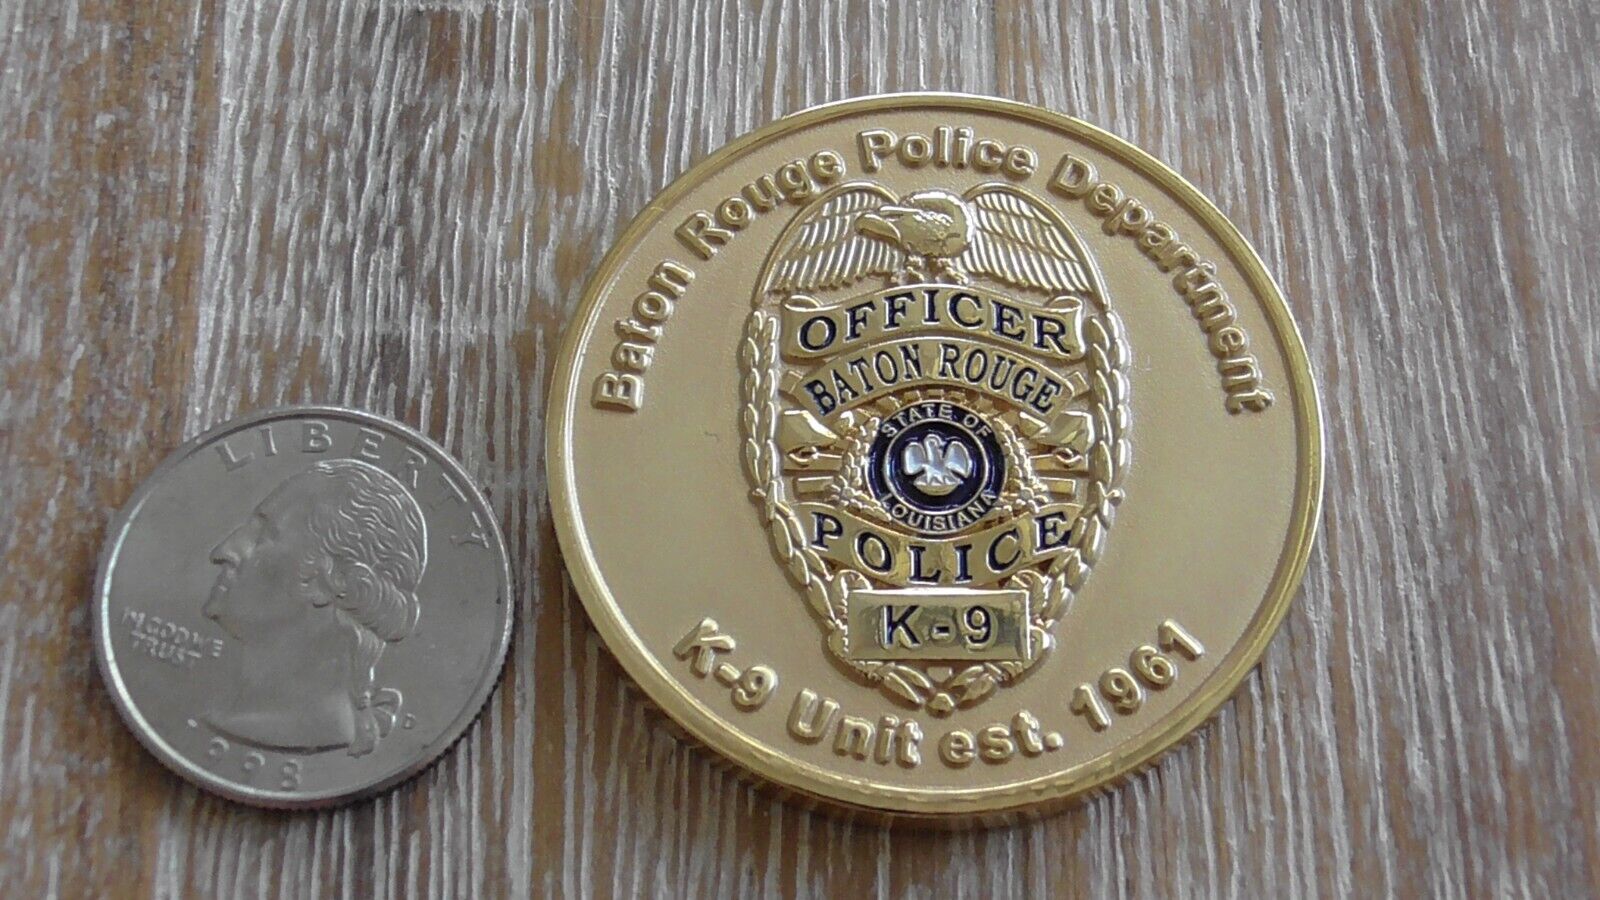 LIBERTY
IN GOD WE
TRUST
1998
D
Baton Rouge Police Department
OFFICER
BATON ROUGE
STATE OF
LOUISIANA
POLICE
K-9
K-9 Unit est. 1961